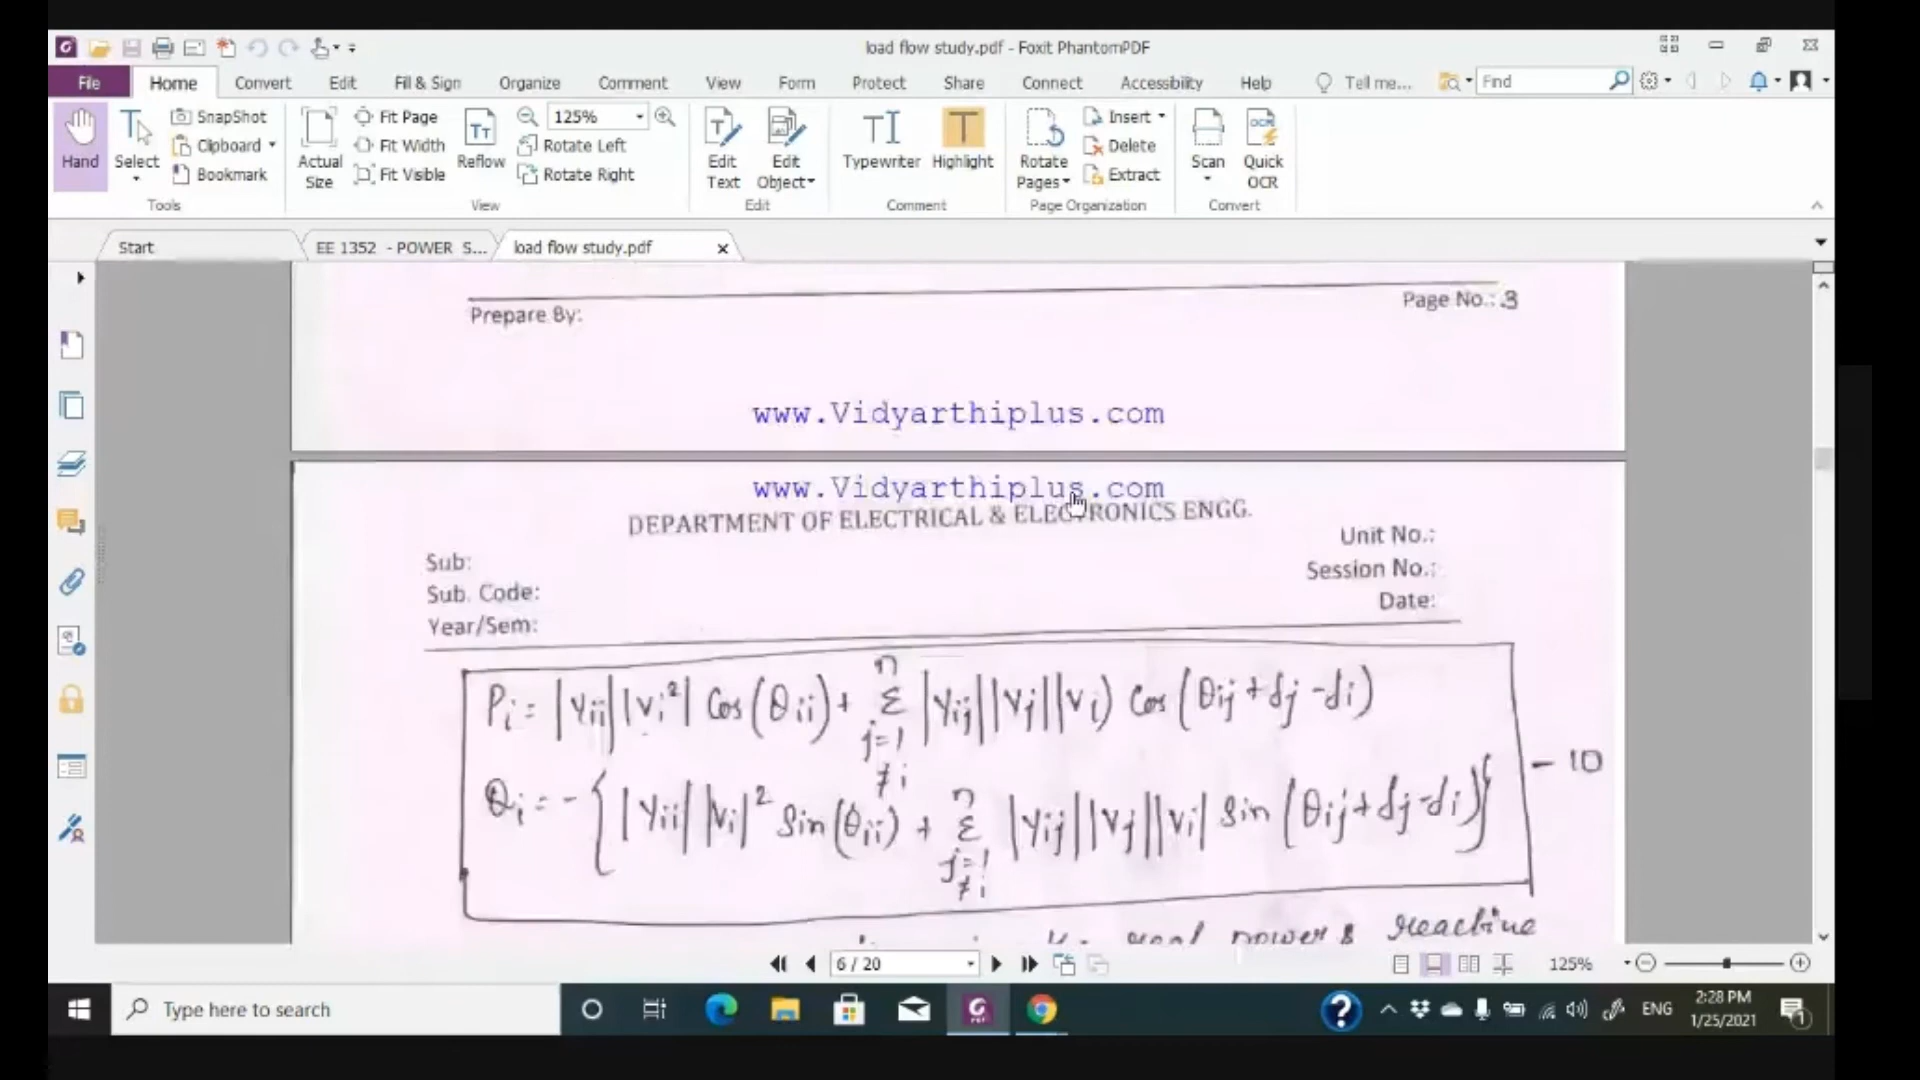 load flow study.pdf - Foxit PhantomPDF
File Home Convert Edit Fill & Sign Organize Comment View Form Protect Share Connect Accessibility Help Tell me... Find
Hand Select SnapShot Clipboard Bookmark
Actual Size Fit Page Fit Width Fit Visible Reflow 125% Rotate Left Rotate Right
Edit Text Edit Object Typewriter Highlight
Rotate Pages Insert Delete Extract Scan Quick OCR
Tools View Edit Comment Page Organization Convert
Start EE 1352 - POWER S... load flow study.pdf
Prepare By: Page No.: 3
www.Vidyarthiplus.com
www.Vidyarthiplus.com
DEPARTMENT OF ELECTRICAL & ELECTRONICS ENGG.
Unit No.:
Sub: Session No.:
Sub. Code: Date:
Year/Sem:
Pi = |Yii| |Vi²| Cos(θii) + Σ n j=1 ≠i |Yij| |Vj| |Vi) Cos(θij + δj - δi)
Qi = - {|Yii| |Vi|² Sin(θii) + Σ n j=1 ≠i |Yij| |Vj| |Vi| Sin(θij + δj - δi)} - 10
real power & reactive
6 / 20 125%
Type here to search ENG 2:28 PM
1/25/2021